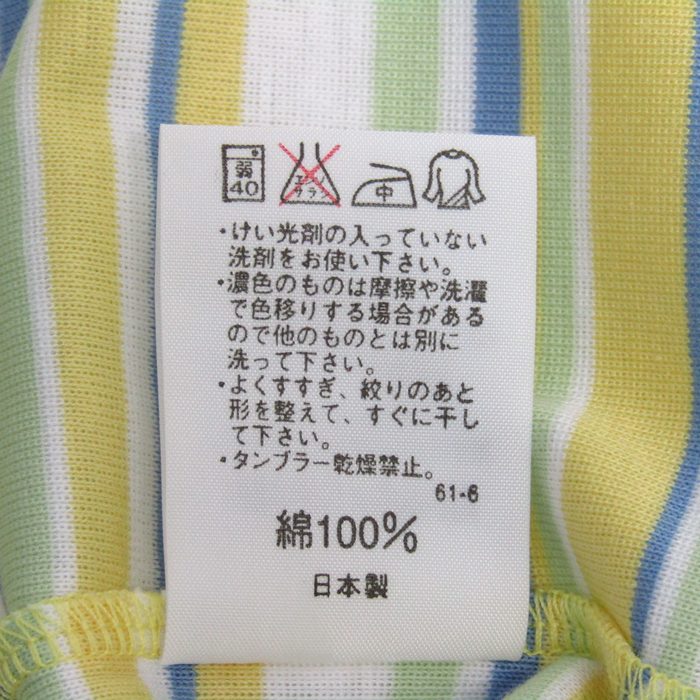 弱
40
エンソ
サラシ
中
・けい光剤の入っていない
洗剤をお使い下さい。
・濃色のものは摩擦や洗濯
で色移りする場合がある
ので他のものとは別に
洗って下さい。
・よくすすぎ、絞りのあと
形を整えて、すぐに干し
て下さい。
・タンブラー乾燥禁止。
61-6
綿100%
日本製